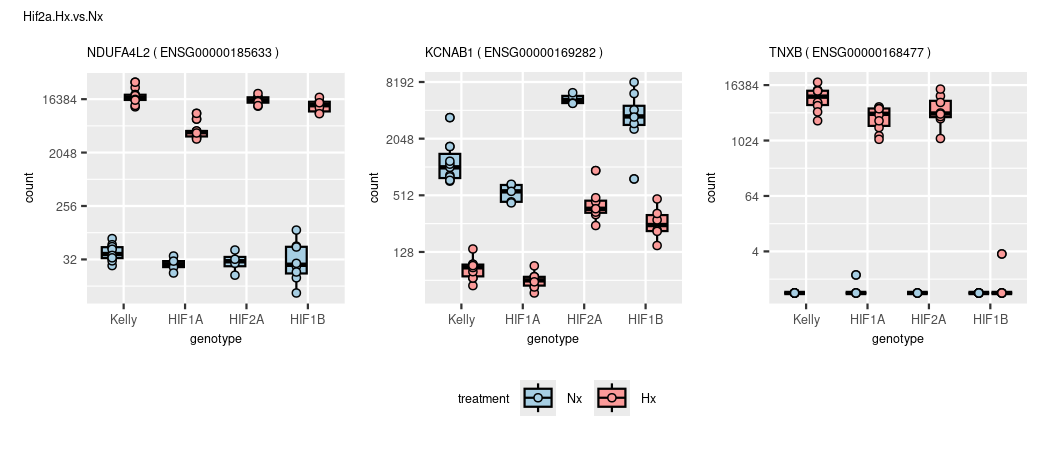 Hif2a.Hx.vs.Nx
NDUFA4L2 ( ENSG00000185633 )
16384
2048
256
32
count
Kelly HIF1A HIF2A HIF1B
genotype
KCNAB1 ( ENSG00000169282 )
8192
2048
512
128
count
Kelly HIF1A HIF2A HIF1B
genotype
TNXB ( ENSG00000168477 )
16384
1024
64
4
count
Kelly HIF1A HIF2A HIF1B
genotype
treatment Nx Hx